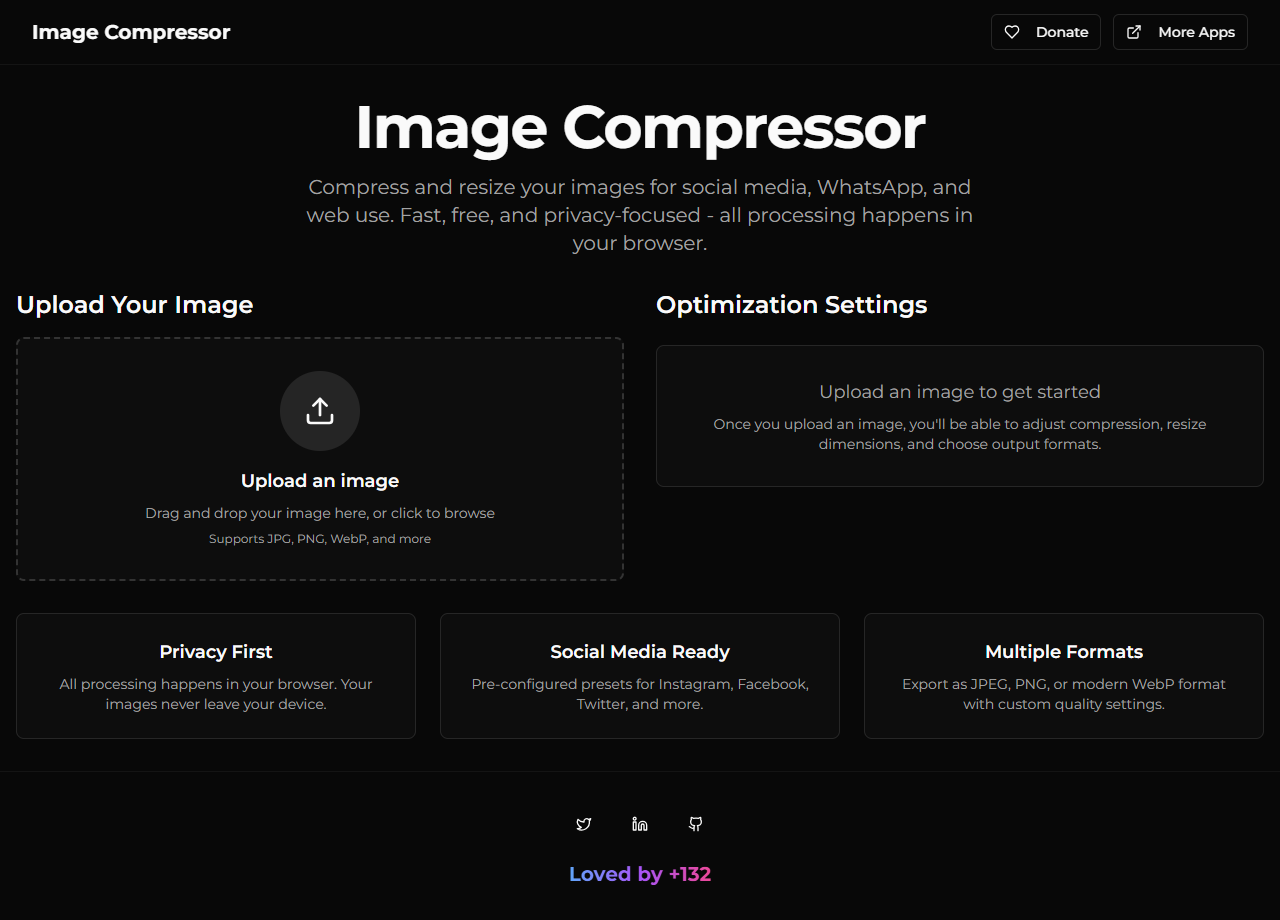 Image Compressor
Donate
More Apps
Image Compressor
Compress and resize your images for social media, WhatsApp, and
web use. Fast, free, and privacy-focused - all processing happens in
your browser.
Upload Your Image
Upload an image
Drag and drop your image here, or click to browse
Supports JPG, PNG, WebP, and more
Optimization Settings
Upload an image to get started
Once you upload an image, you'll be able to adjust compression, resize
dimensions, and choose output formats.
Privacy First
All processing happens in your browser. Your
images never leave your device.
Social Media Ready
Pre-configured presets for Instagram, Facebook,
Twitter, and more.
Multiple Formats
Export as JPEG, PNG, or modern WebP format
with custom quality settings.
Loved by +132